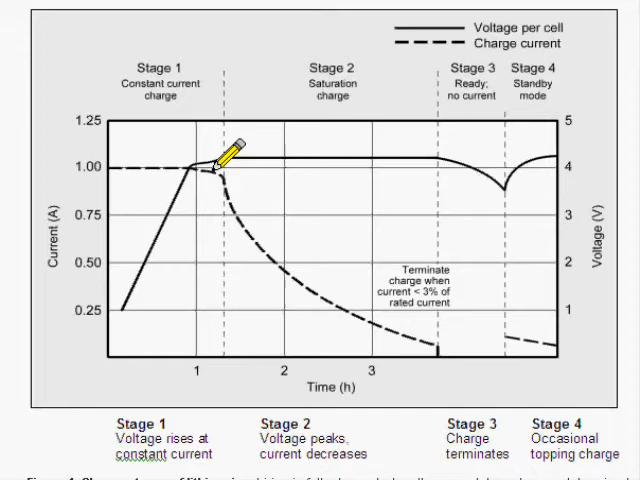 Voltage per cell
Charge current
Stage 1
Constant current
charge
Stage 2
Saturation
charge
Stage 3
Ready;
no current
Stage 4
Standby
mode
1.25
1.00
0.75
0.50
0.25
Current (A)
5
4
3
2
1
Voltage (V)
Terminate
charge when
current < 3% of
rated current
1
2
3
Time (h)
Stage 1
Voltage rises at
constant current
Stage 2
Voltage peaks,
current decreases
Stage 3
Charge
terminates
Stage 4
Occasional
topping charge